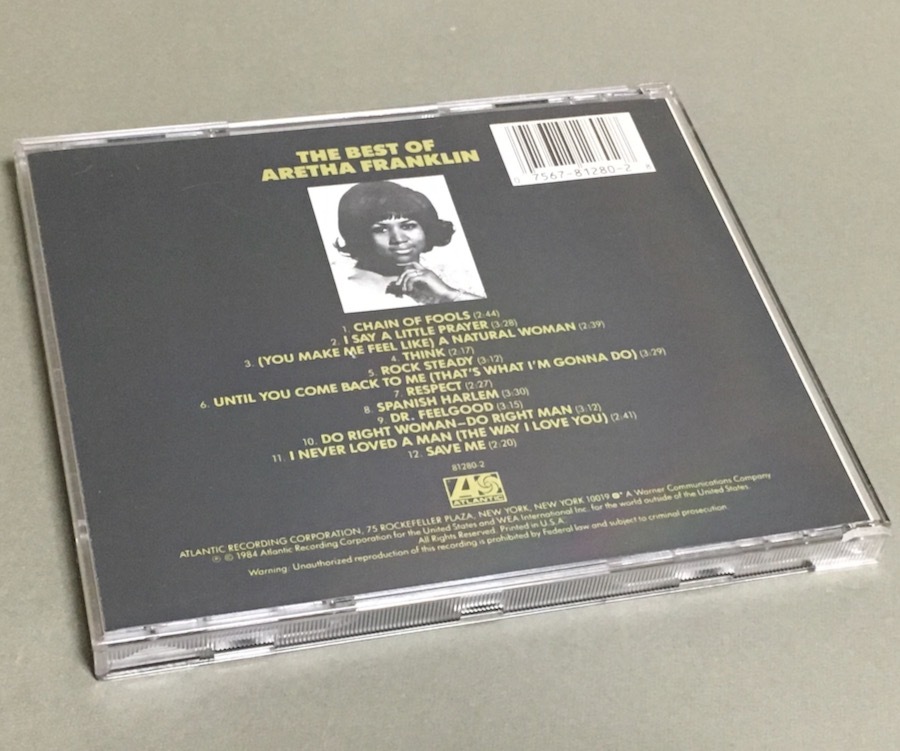 THE BEST OF
ARETHA FRANKLIN
0 7567-81280-2
1. CHAIN OF FOOLS (2:44)
2. I SAY A LITTLE PRAYER (3:28)
3. (YOU MAKE ME FEEL LIKE) A NATURAL WOMAN (2:39)
4. THINK (2:17)
5. ROCK STEADY (3:12)
6. UNTIL YOU COME BACK TO ME (THAT'S WHAT I'M GONNA DO) (3:29)
7. RESPECT (2:27)
8. SPANISH HARLEM (3:30)
9. DR. FEELGOOD (3:15)
10. DO RIGHT WOMAN–DO RIGHT MAN (3:12)
11. I NEVER LOVED A MAN (THE WAY I LOVE YOU) (2:41)
12. SAVE ME (2:20)
81280-2
ATLANTIC
ATLANTIC RECORDING CORPORATION, 75 ROCKEFELLER PLAZA, NEW YORK, NEW YORK 10019 A Warner Communications Company
℗ © 1984 Atlantic Recording Corporation for the United States and WEA International Inc. for the world outside of the United States.
All Rights Reserved. Printed in U.S.A.
Warning: Unauthorized reproduction of this recording is prohibited by Federal law and subject to criminal prosecution.